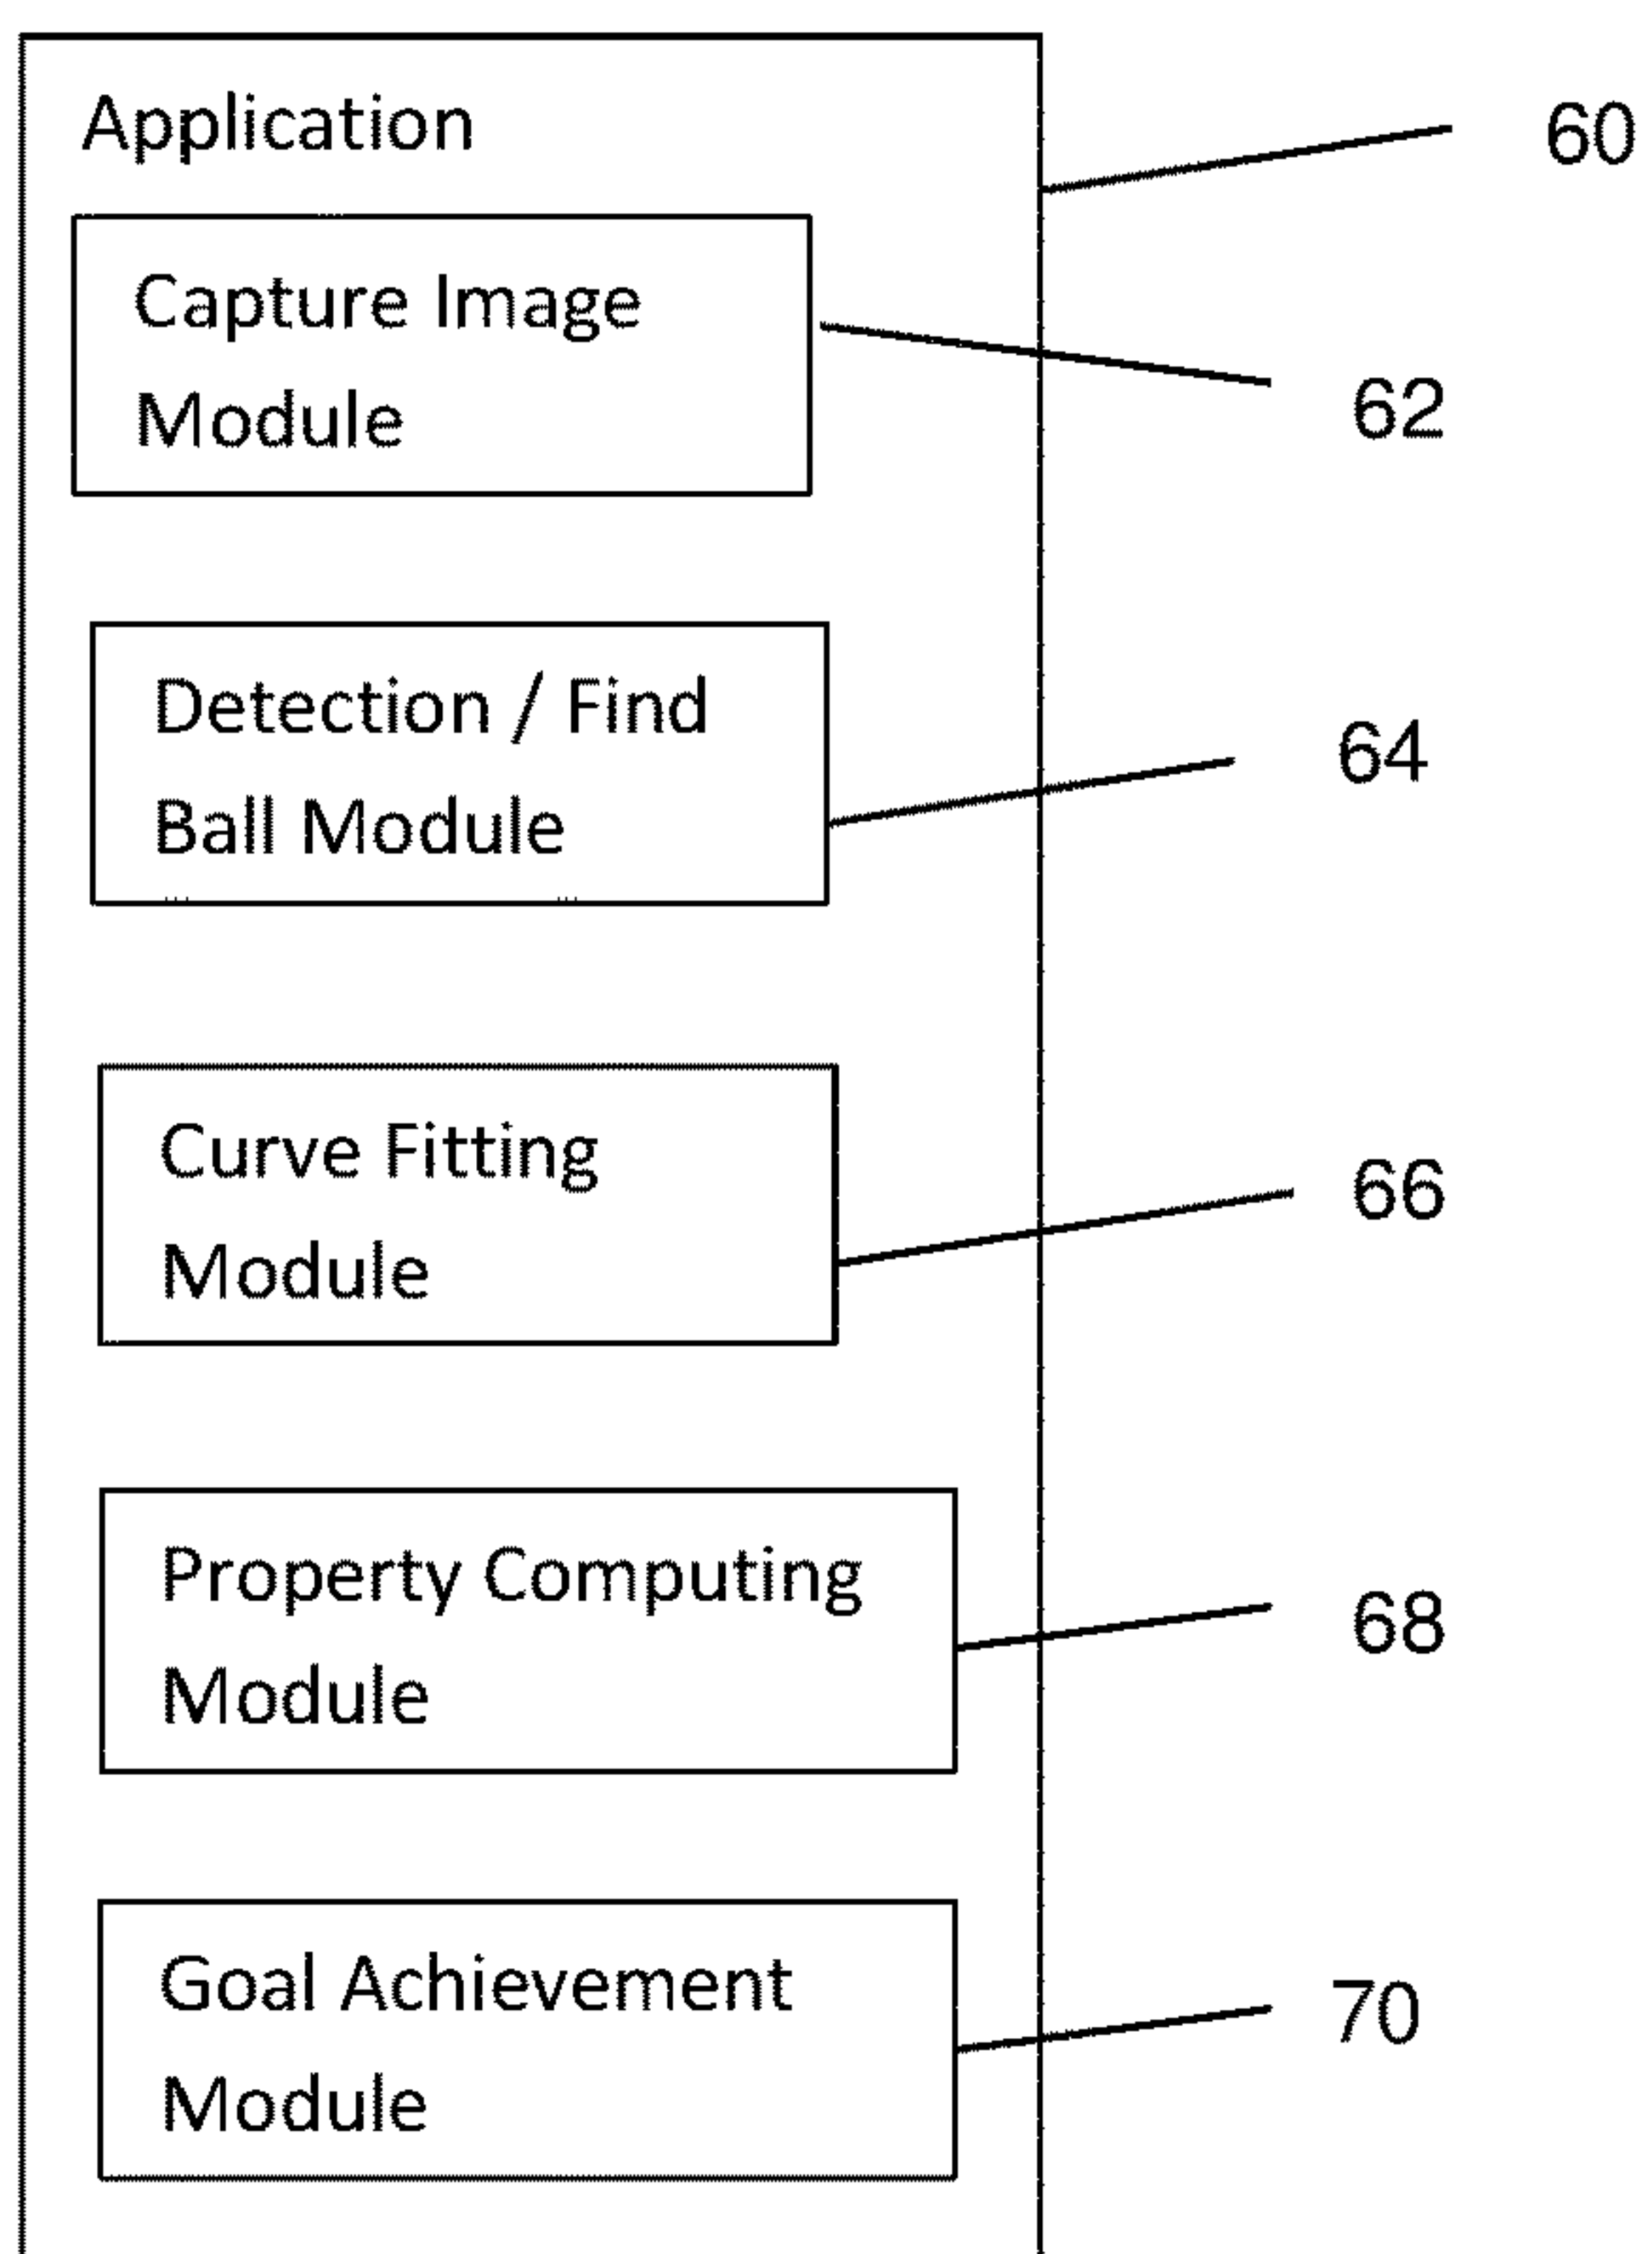 Application
60
Capture Image
Module
62
Detection / Find
Ball Module
64
Curve Fitting
Module
66
Property Computing
Module
68
Goal Achievement
Module
70